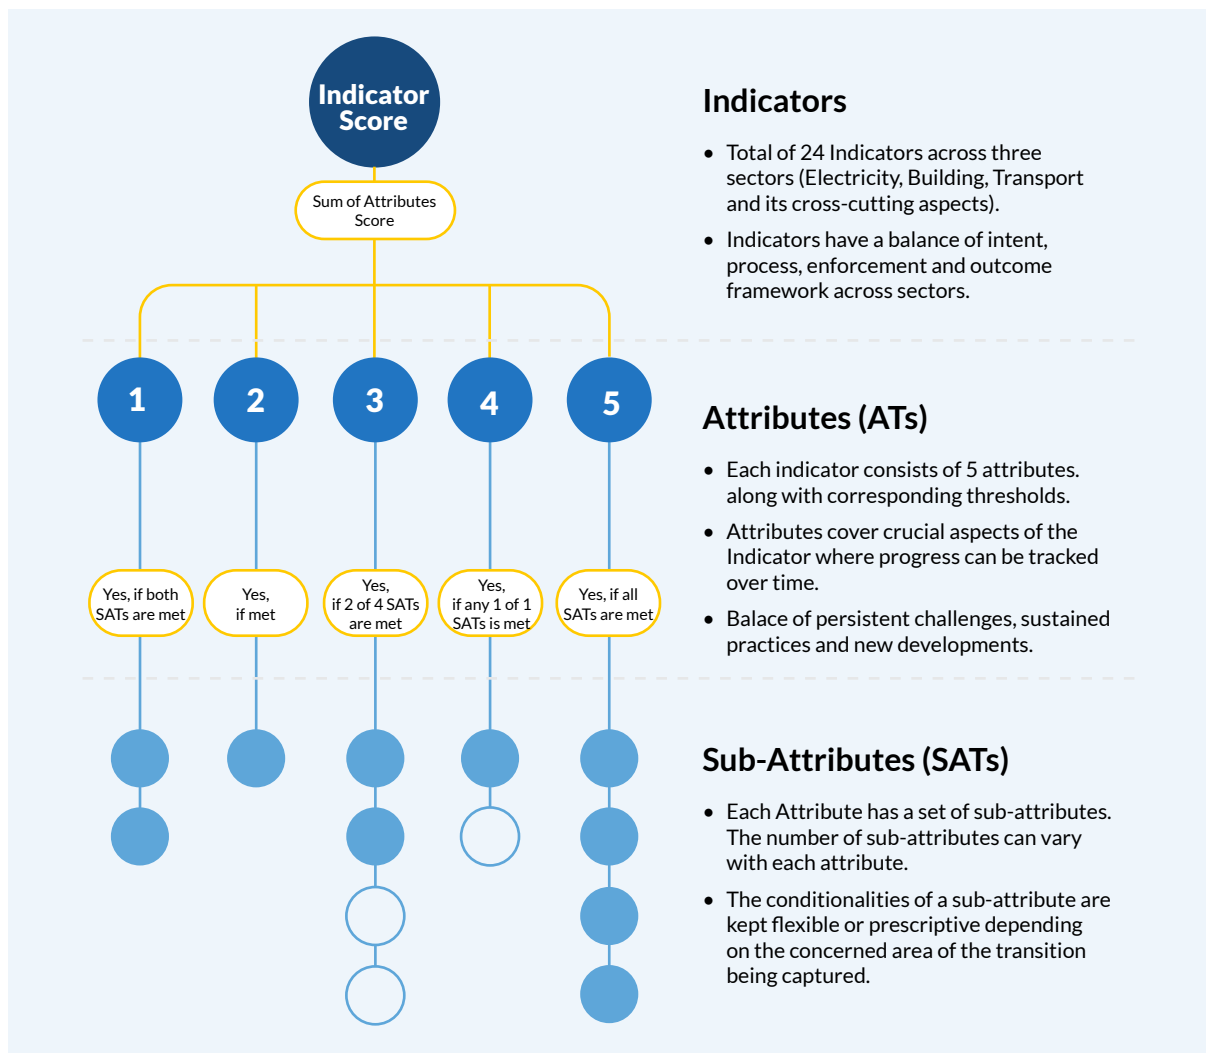 Indicator
Score
Sum of Attributes
Score
1
2
3
4
5
Yes, if both
SATs are met
Yes,
if met
Yes,
if 2 of 4 SATs
are met
Yes,
if any 1 of 1
SATs is met
Yes, if all
SATs are met
Indicators
• Total of 24 Indicators across three
sectors (Electricity, Building, Transport
and its cross-cutting aspects).
• Indicators have a balance of intent,
process, enforcement and outcome
framework across sectors.
Attributes (ATs)
• Each indicator consists of 5 attributes.
along with corresponding thresholds.
• Attributes cover crucial aspects of the
Indicator where progress can be tracked
over time.
• Balace of persistent challenges, sustained
practices and new developments.
Sub-Attributes (SATs)
• Each Attribute has a set of sub-attributes.
The number of sub-attributes can vary
with each attribute.
• The conditionalities of a sub-attribute are
kept flexible or prescriptive depending
on the concerned area of the transition
being captured.